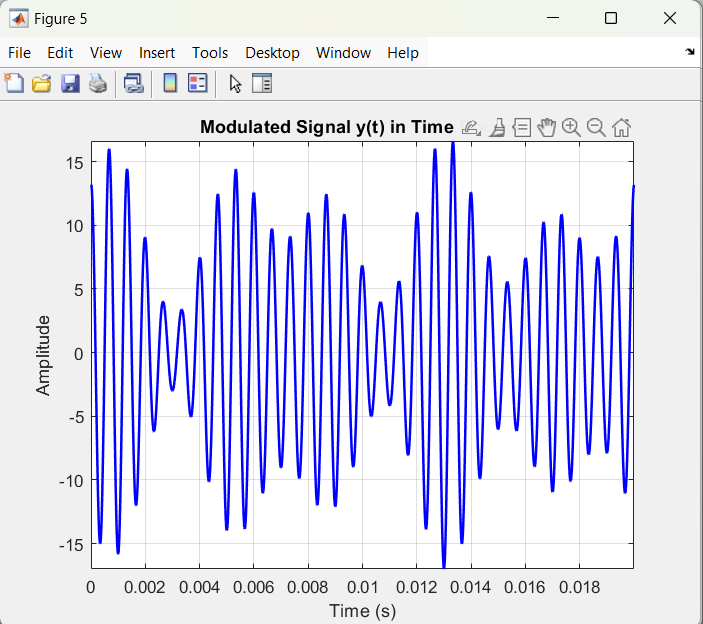 Figure 5
File Edit View Insert Tools Desktop Window Help
Modulated Signal y(t) in Time
15
10
5
0
-5
-10
-15
Amplitude
0 0.002 0.004 0.006 0.008 0.01 0.012 0.014 0.016 0.018
Time (s)